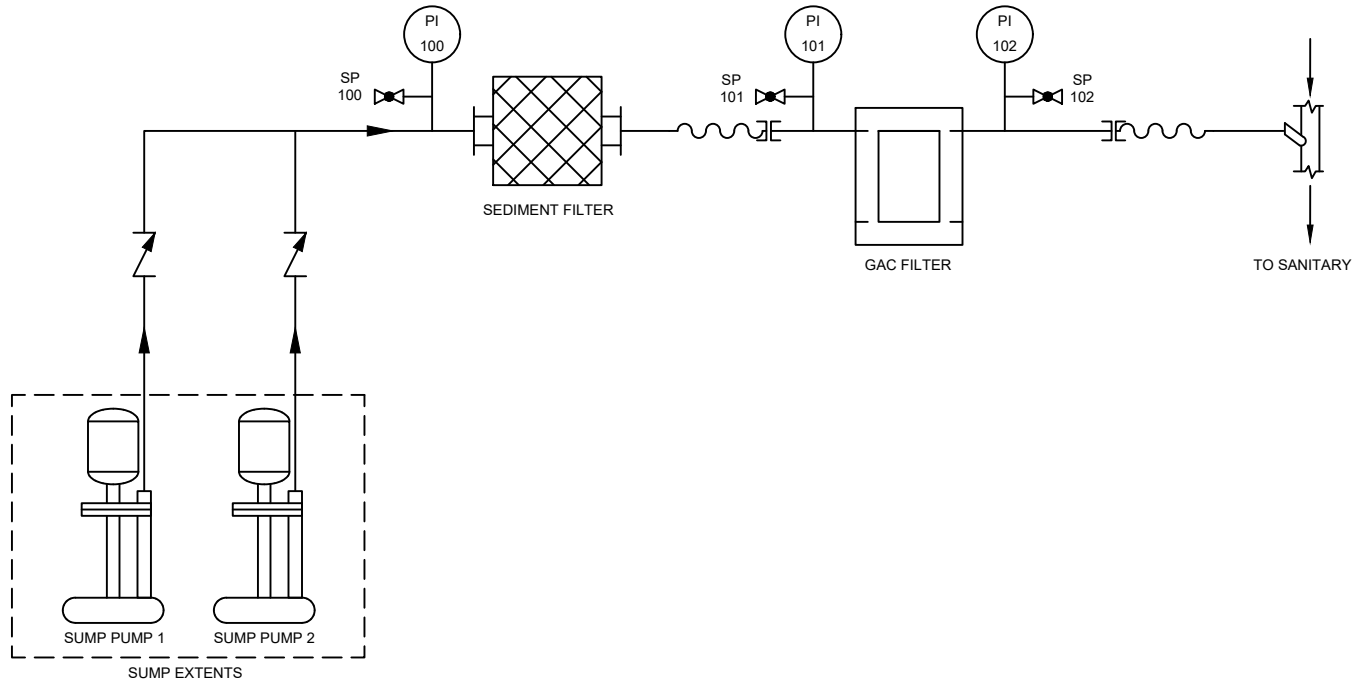 PI
100
PI
101
PI
102
SP
100
SP
101
SP
102
SEDIMENT FILTER
GAC FILTER
TO SANITARY
SUMP PUMP 1
SUMP PUMP 2
SUMP EXTENTS